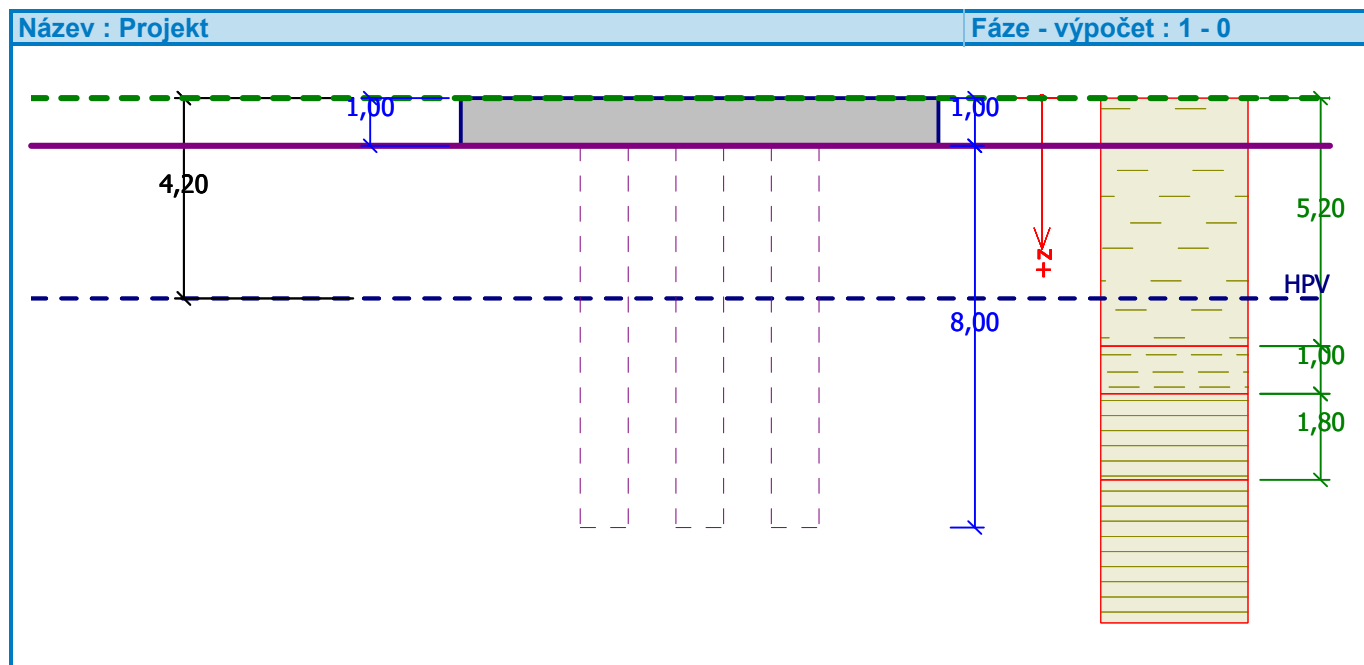 Název : Projekt
Fáze - výpočet : 1 - 0
1,00
1,00
4,20
5,20
+z
HPV
8,00
1,00
1,80